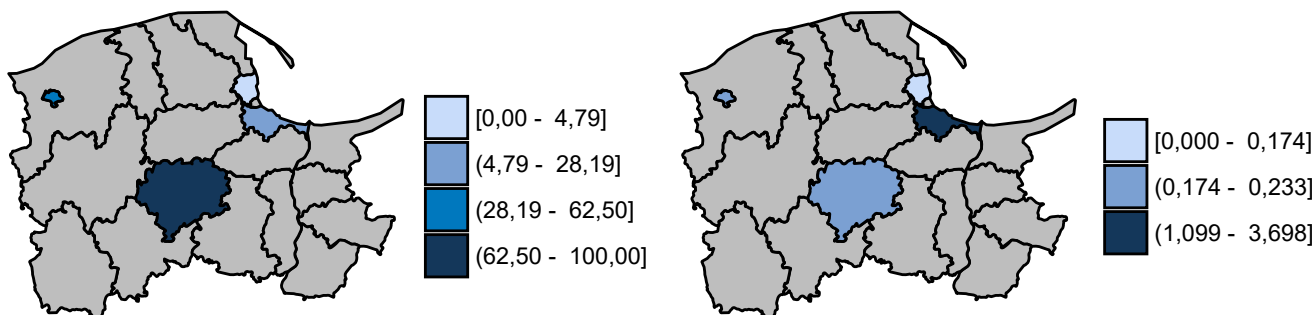 [0,00 - 4,79]
(4,79 - 28,19]
(28,19 - 62,50]
(62,50 - 100,00]
[0,000 - 0,174]
(0,174 - 0,233]
(1,099 - 3,698]